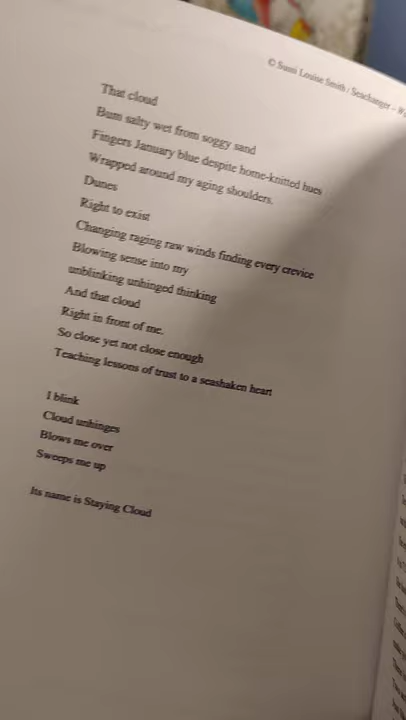 © Susni Louise Smith / Seachanger –
That cloud
Bum salty wet from soggy sand
Fingers January blue despite home-knitted hues
Wrapped around my aging shoulders.
Dunes
Right to exist
Changing raging raw winds finding every crevice
Blowing sense into my
unblinking unhinged thinking
And that cloud
Right in front of me.
So close yet not close enough
Teaching lessons of trust to a seashaken heart
I blink
Cloud unhinges
Blows me over
Sweeps me up
Its name is Staying Cloud